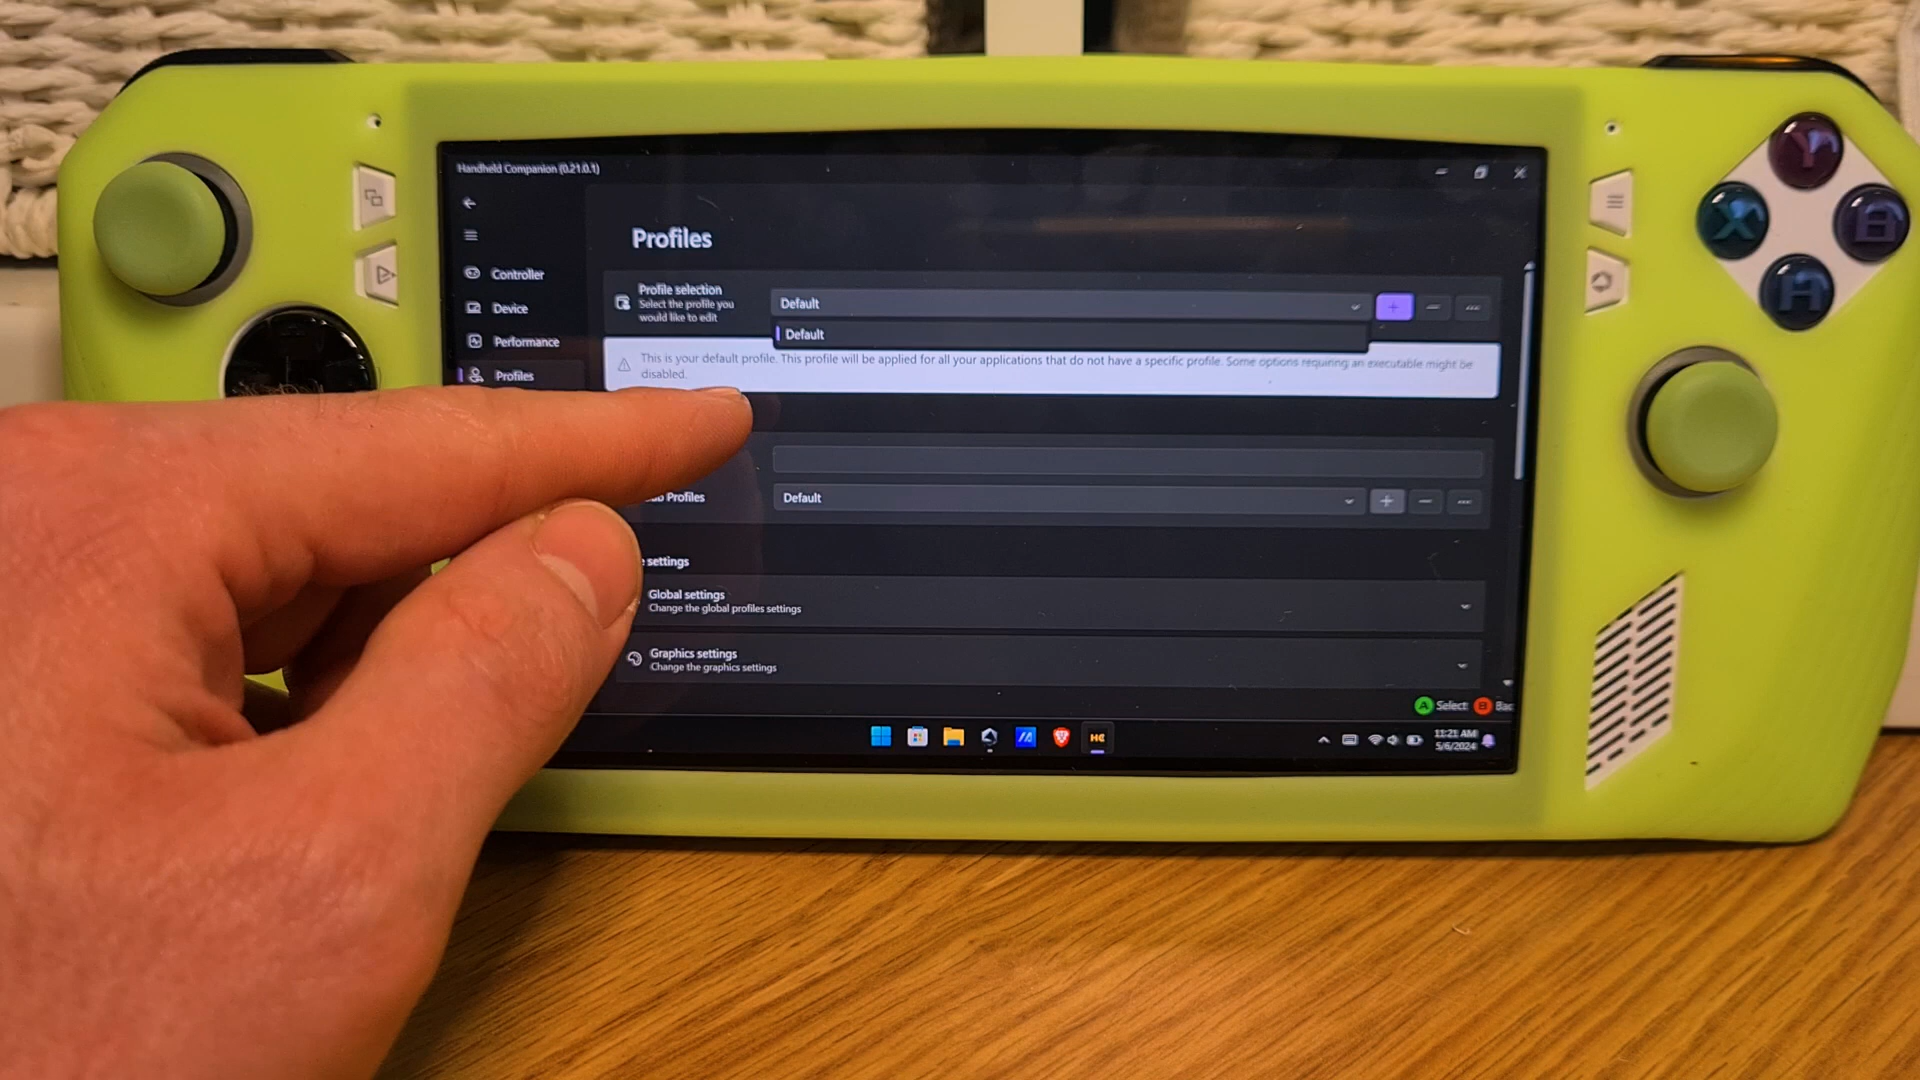 Handheld Companion (0.21.0.1)
Profiles
Controller
Device
Performance
Profiles
Profile selection
Select the profile you
would like to edit
Default
Default
This is your default profile. This profile will be applied for all your applications that do not have a specific profile. Some options requiring an executable might be
disabled.
Profiles
Default
settings
Global settings
Change the global profiles settings
Graphics settings
Change the graphics settings
A Select B Bac
HC
11:21 AM
5/6/2024
Y
X
B